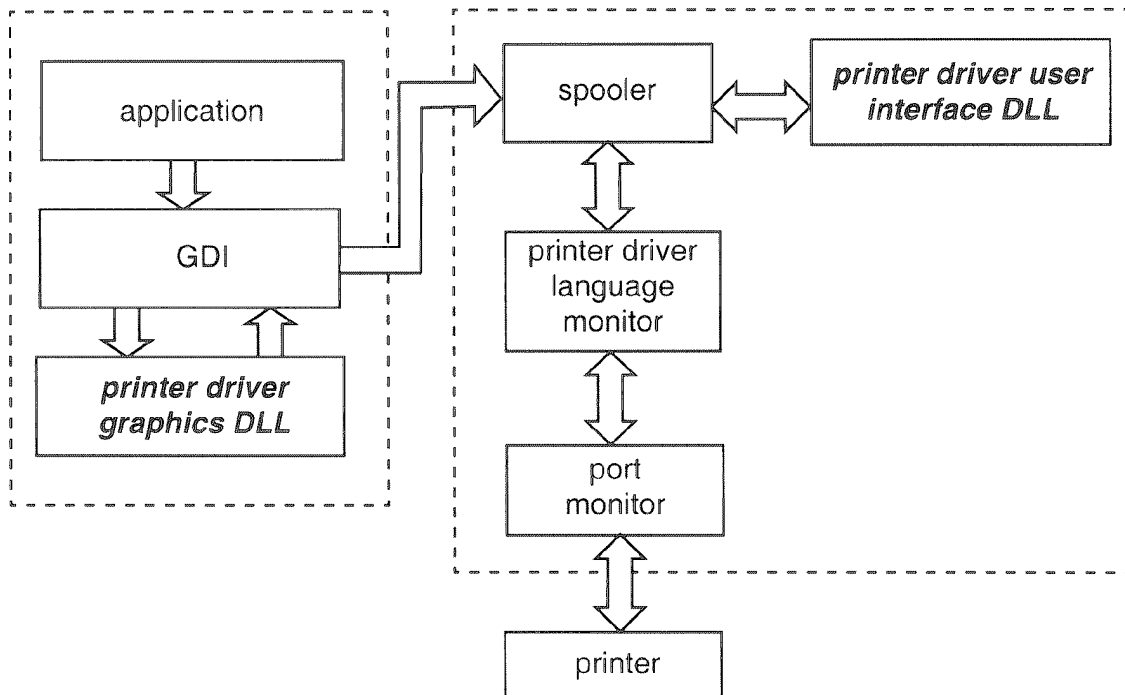 application
GDI
printer driver
graphics DLL
spooler
printer driver user
interface DLL
printer driver
language
monitor
port
monitor
printer